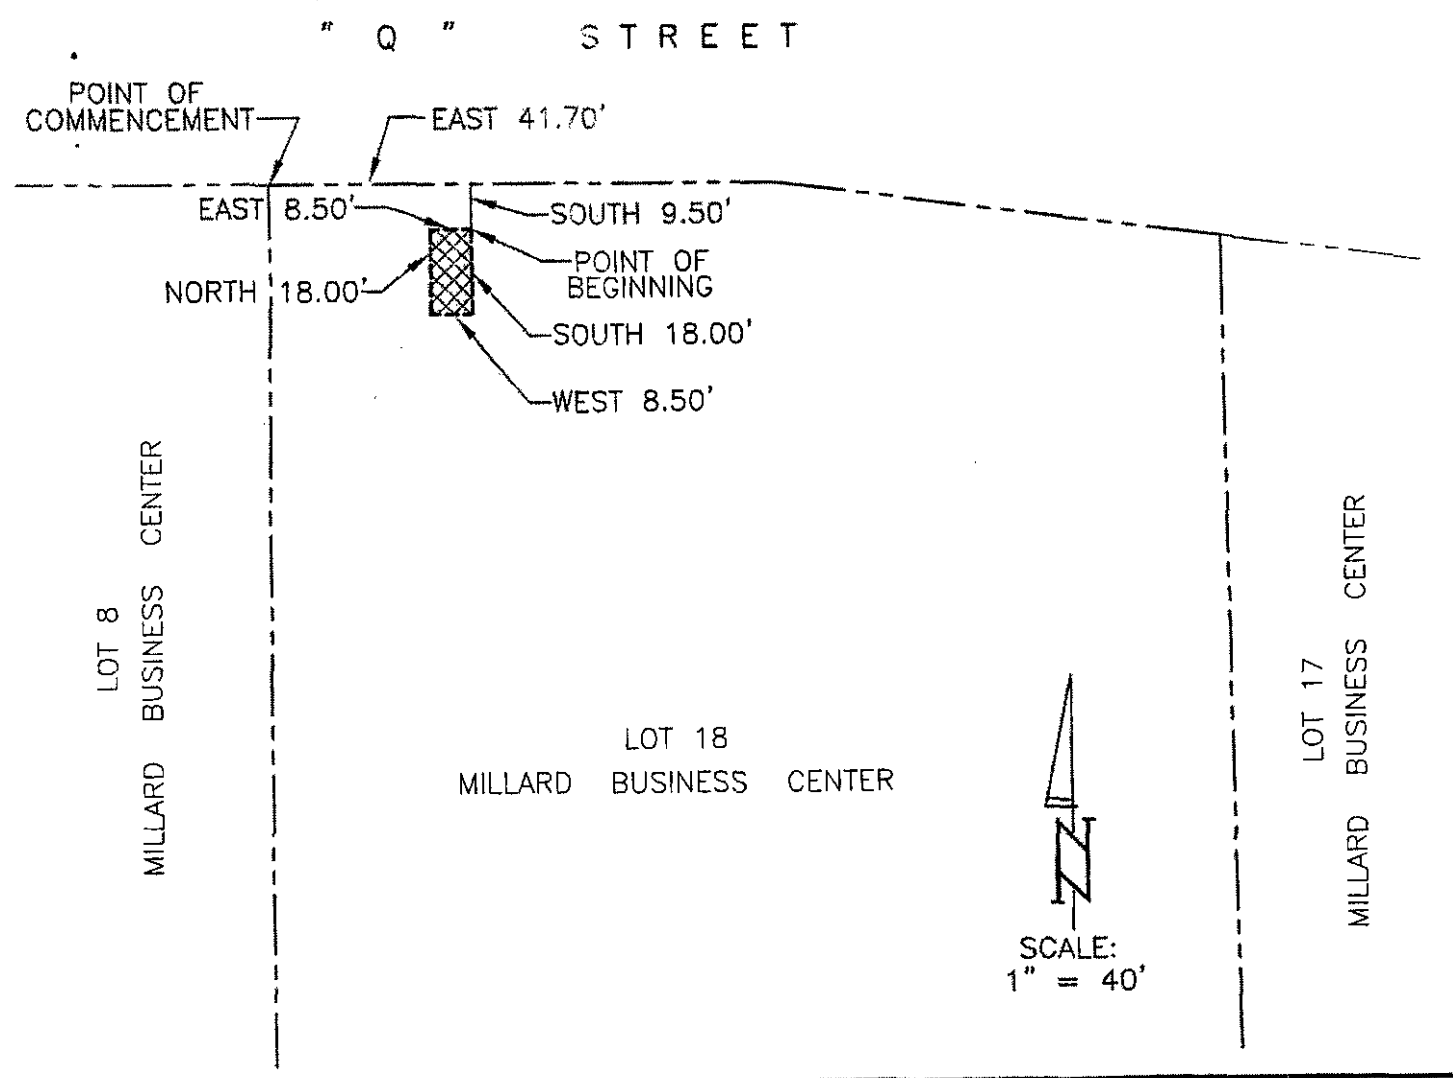 " Q " STREET
POINT OF
COMMENCEMENT
EAST 41.70'
EAST 8.50'
SOUTH 9.50'
POINT OF
BEGINNING
NORTH 18.00'
SOUTH 18.00'
WEST 8.50'
LOT 8
MILLARD BUSINESS CENTER
LOT 18
MILLARD BUSINESS CENTER
LOT 17
MILLARD BUSINESS CENTER
N
SCALE:
1" = 40'